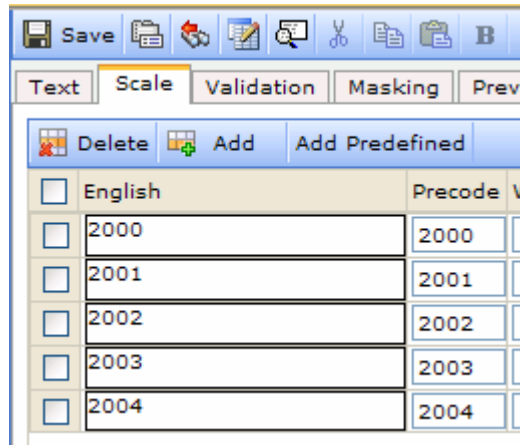 Save B
Text Scale Validation Masking Prev
Delete Add Add Predefined
English Precode
2000 2000
2001 2001
2002 2002
2003 2003
2004 2004